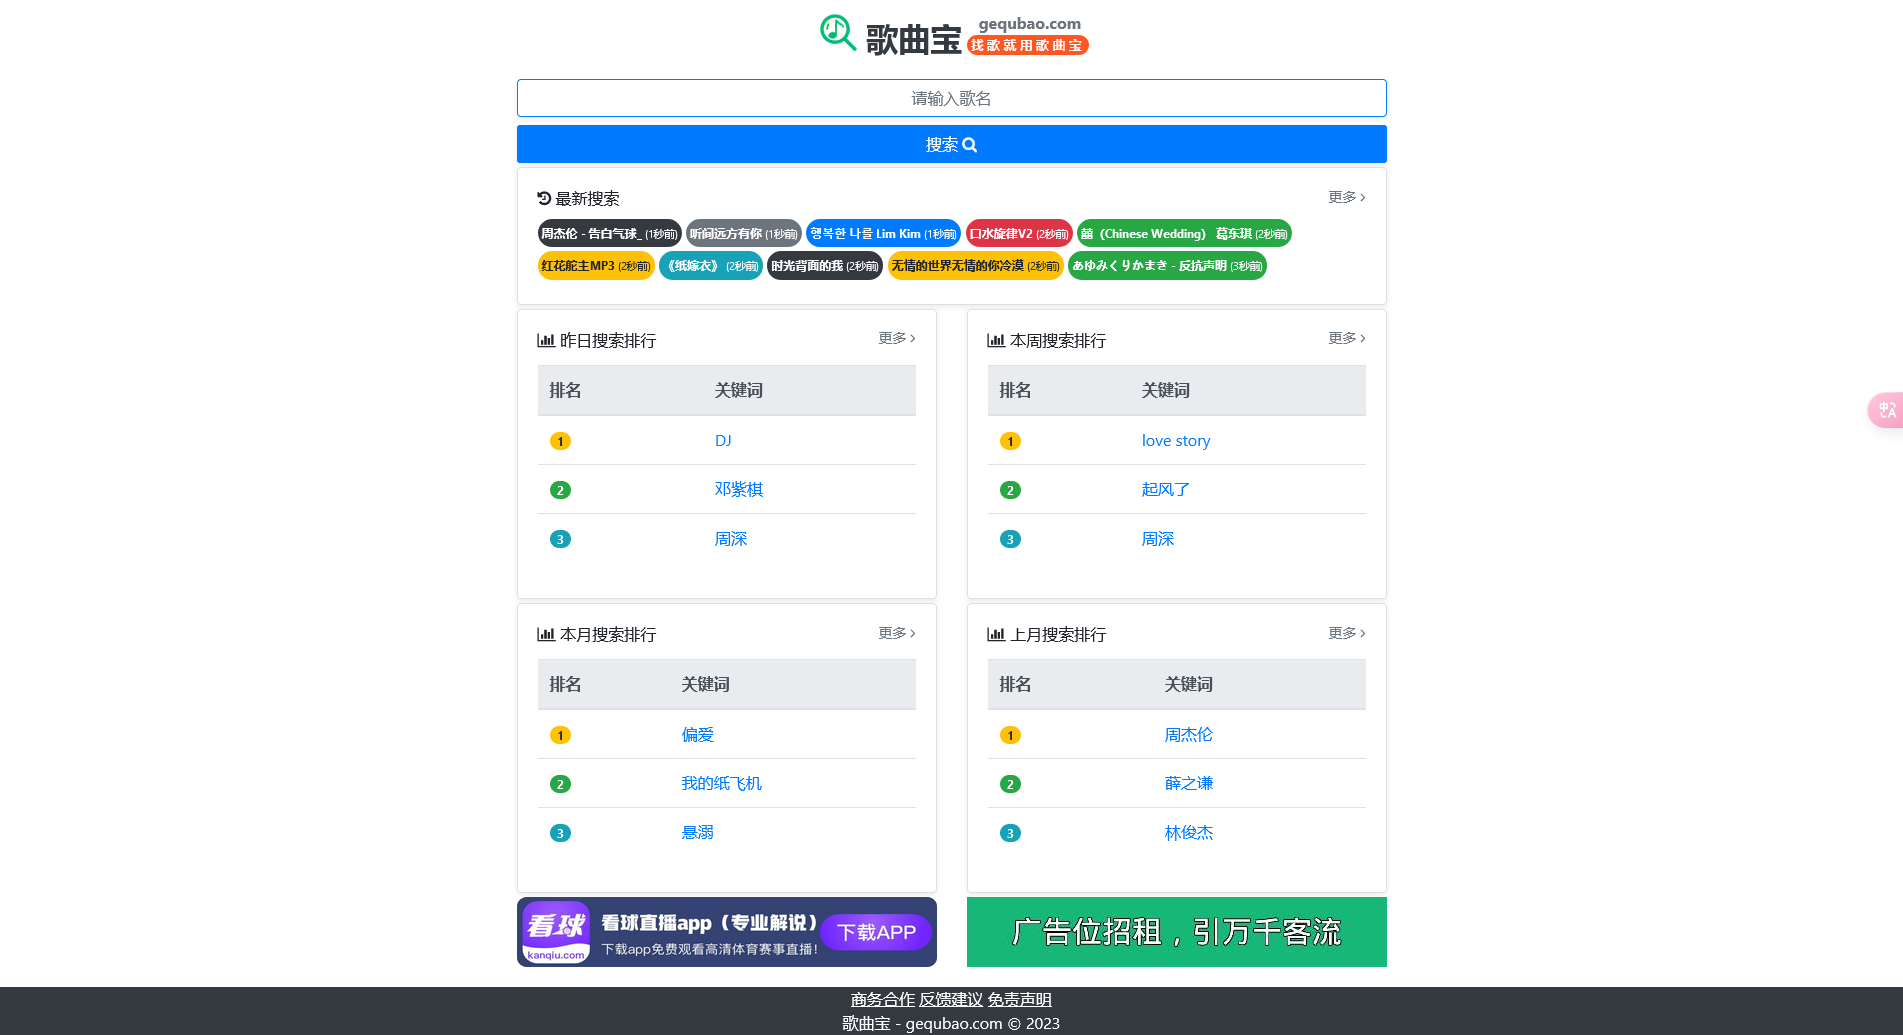 歌曲宝
gequbao.com
找歌就用歌曲宝
请输入歌名
搜索
最新搜索
更多
周杰伦 - 告白气球_ (1秒前) 听闻远方有你 (1秒前) 행복한 나를 Lim Kim (1秒前) 口水旋律V2 (2秒前) 囍（Chinese Wedding） 葛东琪 (2秒前)
红花舵主MP3 (2秒前) 《纸嫁衣》 (2秒前) 时光背面的我 (2秒前) 无情的世界无情的你冷漠 (2秒前) あゆみくりかまき - 反抗声明 (3秒前)
昨日搜索排行
更多
排名 关键词
1 DJ
2 邓紫棋
3 周深
本周搜索排行
更多
排名 关键词
1 love story
2 起风了
3 周深
本月搜索排行
更多
排名 关键词
1 偏爱
2 我的纸飞机
3 悬溺
上月搜索排行
更多
排名 关键词
1 周杰伦
2 薛之谦
3 林俊杰
看球
kanqiu.com
看球直播app（专业解说）
下载app免费观看高清体育赛事直播！
下载APP
广告位招租，引万千客流
商务合作 反馈建议 免责声明
歌曲宝 - gequbao.com © 2023